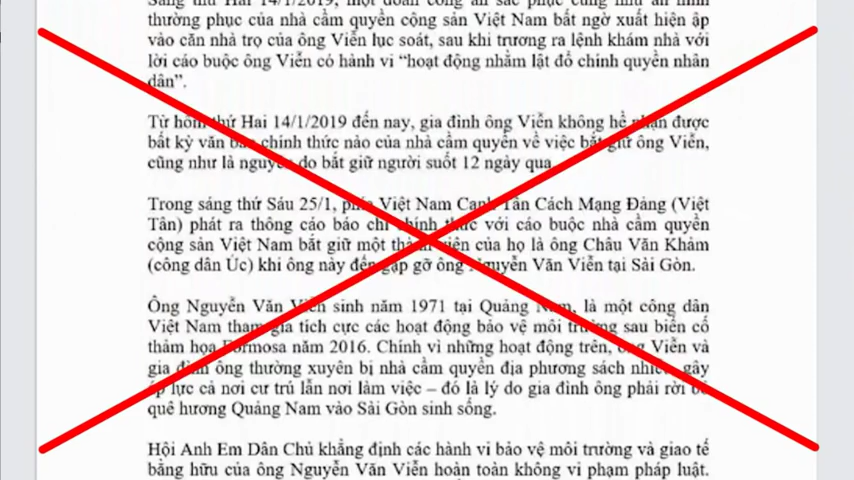 Sáng thứ Hai 14/1/2019, một đoàn công an sắc phục cùng như an ninh
thường phục của nhà cầm quyền cộng sản Việt Nam bất ngờ xuất hiện ập
vào căn nhà trọ của ông Viễn lục soát, sau khi trương ra lệnh khám nhà với
lời cáo buộc ông Viễn có hành vi “hoạt động nhằm lật đổ chính quyền nhân
dân”.
Từ hôm thứ Hai 14/1/2019 đến nay, gia đình ông Viễn không hề nhận được
bất kỳ văn bản chính thức nào của nhà cầm quyền về việc bắt giữ ông Viễn,
cũng như là nguyên do bắt giữ người suốt 12 ngày qua.
Trong sáng thứ Sáu 25/1, phía Việt Nam Canh Tân Cách Mạng Đảng (Việt
Tân) phát ra thông cáo báo chí chính thức với cáo buộc nhà cầm quyền
cộng sản Việt Nam bắt giữ một thành viên của họ là ông Châu Văn Khảm
(công dân Úc) khi ông này đến gặp gỡ ông Nguyễn Văn Viễn tại Sài Gòn.
Ông Nguyễn Văn Viễn sinh năm 1971 tại Quảng Nam, là một công dân
Việt Nam tham gia tích cực các hoạt động bảo vệ môi trường sau biến cố
thảm họa Formosa năm 2016. Chính vì những hoạt động trên, ông Viễn và
gia đình ông thường xuyên bị nhà cầm quyền địa phương sách nhiễu, gây
áp lực cả nơi cư trú lẫn nơi làm việc – đó là lý do gia đình ông phải rời bỏ
quê hương Quảng Nam vào Sài Gòn sinh sống.
Hội Anh Em Dân Chủ khẳng định các hành vi bảo vệ môi trường và giao tế
bằng hữu của ông Nguyễn Văn Viễn hoàn toàn không vi phạm pháp luật.